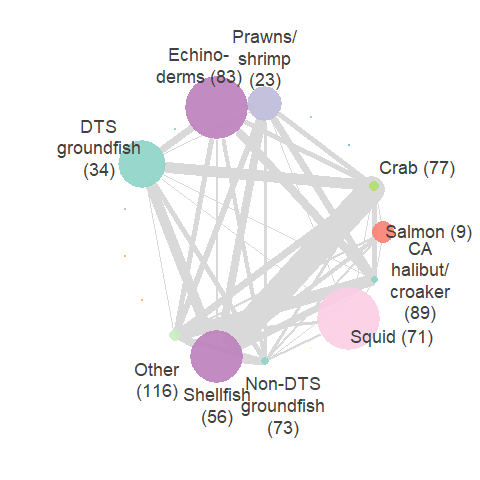 Prawns/
shrimp
(23)
Echino-
derms (83)
DTS
groundfish
(34)
Crab (77)
Salmon (9)
CA
halibut/
croaker
(89)
Squid (71)
Other
(116)
Shellfish
(56)
Non-DTS
groundfish
(73)